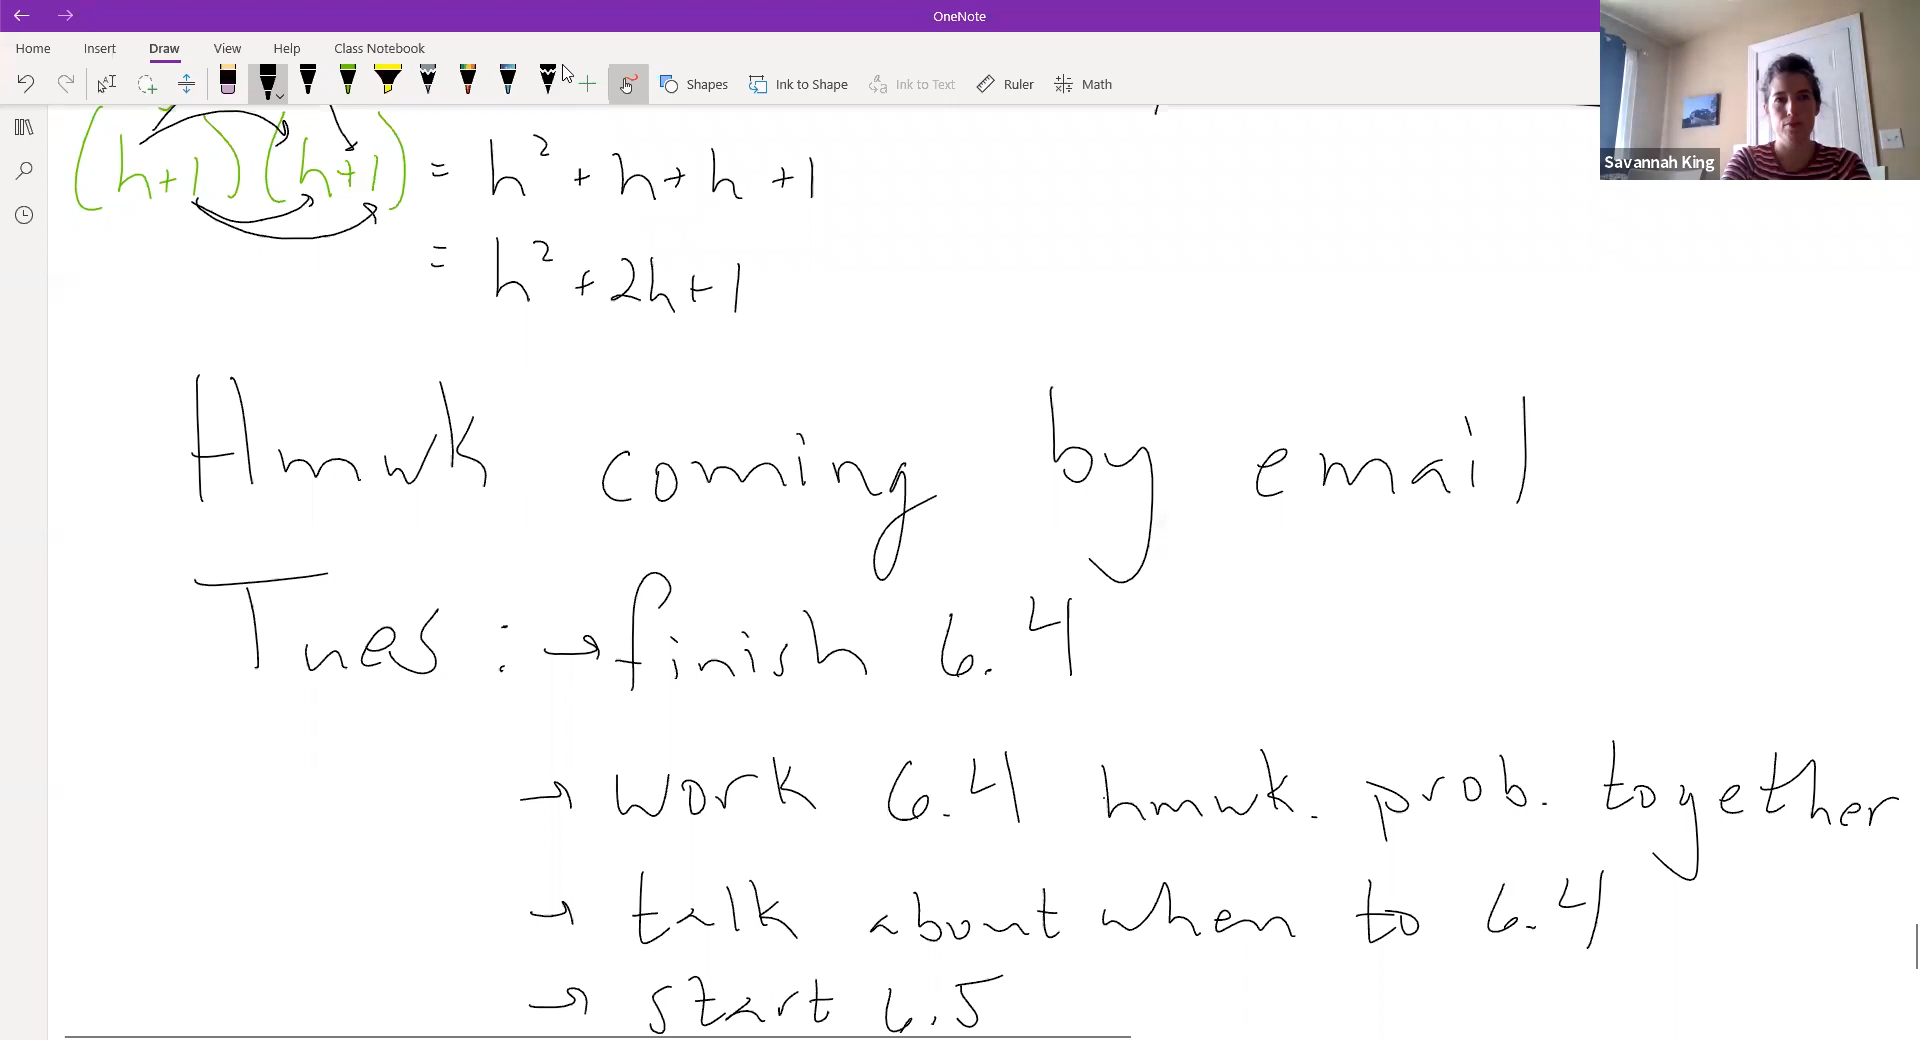 OneNote
Home Insert Draw View Help Class Notebook
Shapes Ink to Shape Ink to Text Ruler Math
Savannah King
(h+1)(h+1) = h² + h + h + 1
= h² + 2h + 1
Hmwk coming by email
Tues: → finish 6.4
→ work 6.4 hmwk. prob. together
→ talk about when to 6.4
→ start 6.5